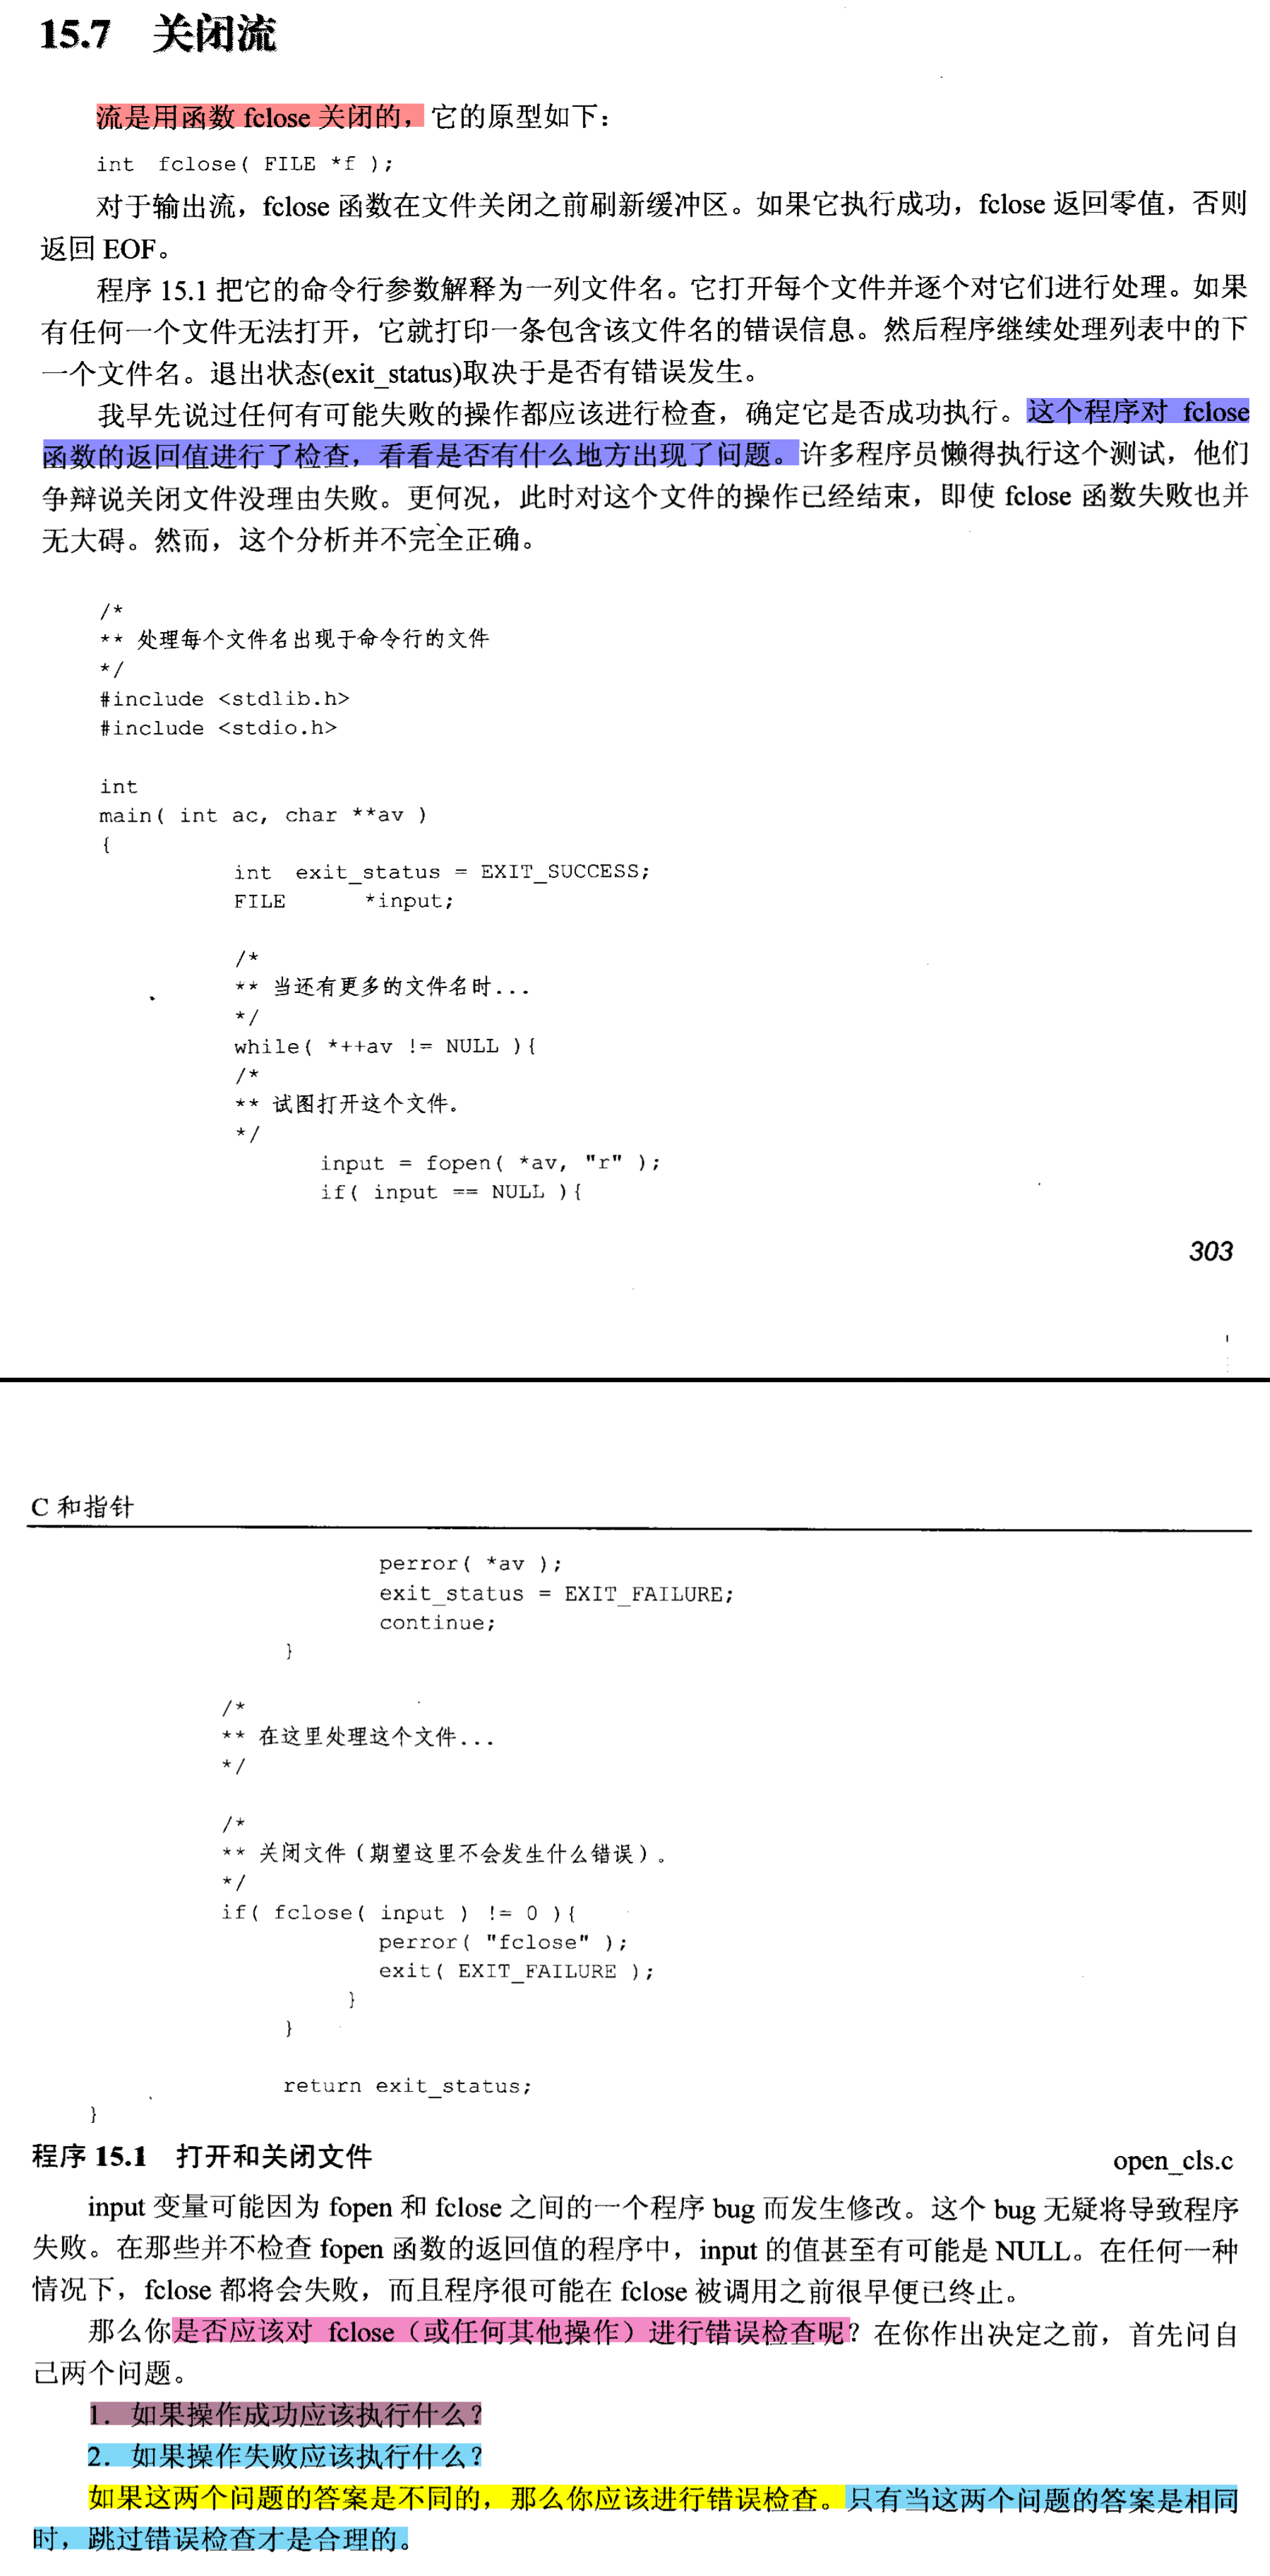 15.7 关闭流
流是用函数 fclose 关闭的，它的原型如下：
int fclose( FILE *f );
对于输出流，fclose 函数在文件关闭之前刷新缓冲区。如果它执行成功，fclose 返回零值，否则
返回 EOF。
程序 15.1 把它的命令行参数解释为一列文件名。它打开每个文件并逐个对它们进行处理。如果
有任何一个文件无法打开，它就打印一条包含该文件名的错误信息。然后程序继续处理列表中的下
一个文件名。退出状态(exit_status)取决于是否有错误发生。
我早先说过任何有可能失败的操作都应该进行检查，确定它是否成功执行。这个程序对 fclose
函数的返回值进行了检查，看看是否有什么地方出现了问题。许多程序员懒得执行这个测试，他们
争辩说关闭文件没理由失败。更何况，此时对这个文件的操作已经结束，即使 fclose 函数失败也并
无大碍。然而，这个分析并不完全正确。
/*
** 处理每个文件名出现于命令行的文件
*/
#include <stdlib.h>
#include <stdio.h>
int
main( int ac, char **av )
{
int exit_status = EXIT_SUCCESS;
FILE *input;
/*
** 当还有更多的文件名时...
*/
while( *++av != NULL ){
/*
** 试图打开这个文件。
*/
input = fopen( *av, "r" );
if( input == NULL ){
303
C 和指针
perror( *av );
exit_status = EXIT_FAILURE;
continue;
}
/*
** 在这里处理这个文件...
*/
/*
** 关闭文件（期望这里不会发生什么错误）。
*/
if( fclose( input ) != 0 ){
perror( "fclose" );
exit( EXIT_FAILURE );
}
}
return exit_status;
}
程序 15.1 打开和关闭文件 open_cls.c
input 变量可能因为 fopen 和 fclose 之间的一个程序 bug 而发生修改。这个 bug 无疑将导致程序
失败。在那些并不检查 fopen 函数的返回值的程序中，input 的值甚至有可能是 NULL。在任何一种
情况下，fclose 都将会失败，而且程序很可能在 fclose 被调用之前很早便已终止。
那么你是否应该对 fclose（或任何其他操作）进行错误检查呢？在你作出决定之前，首先问自
己两个问题。
1．如果操作成功应该执行什么？
2．如果操作失败应该执行什么？
如果这两个问题的答案是不同的，那么你应该进行错误检查。只有当这两个问题的答案是相同
时，跳过错误检查才是合理的。